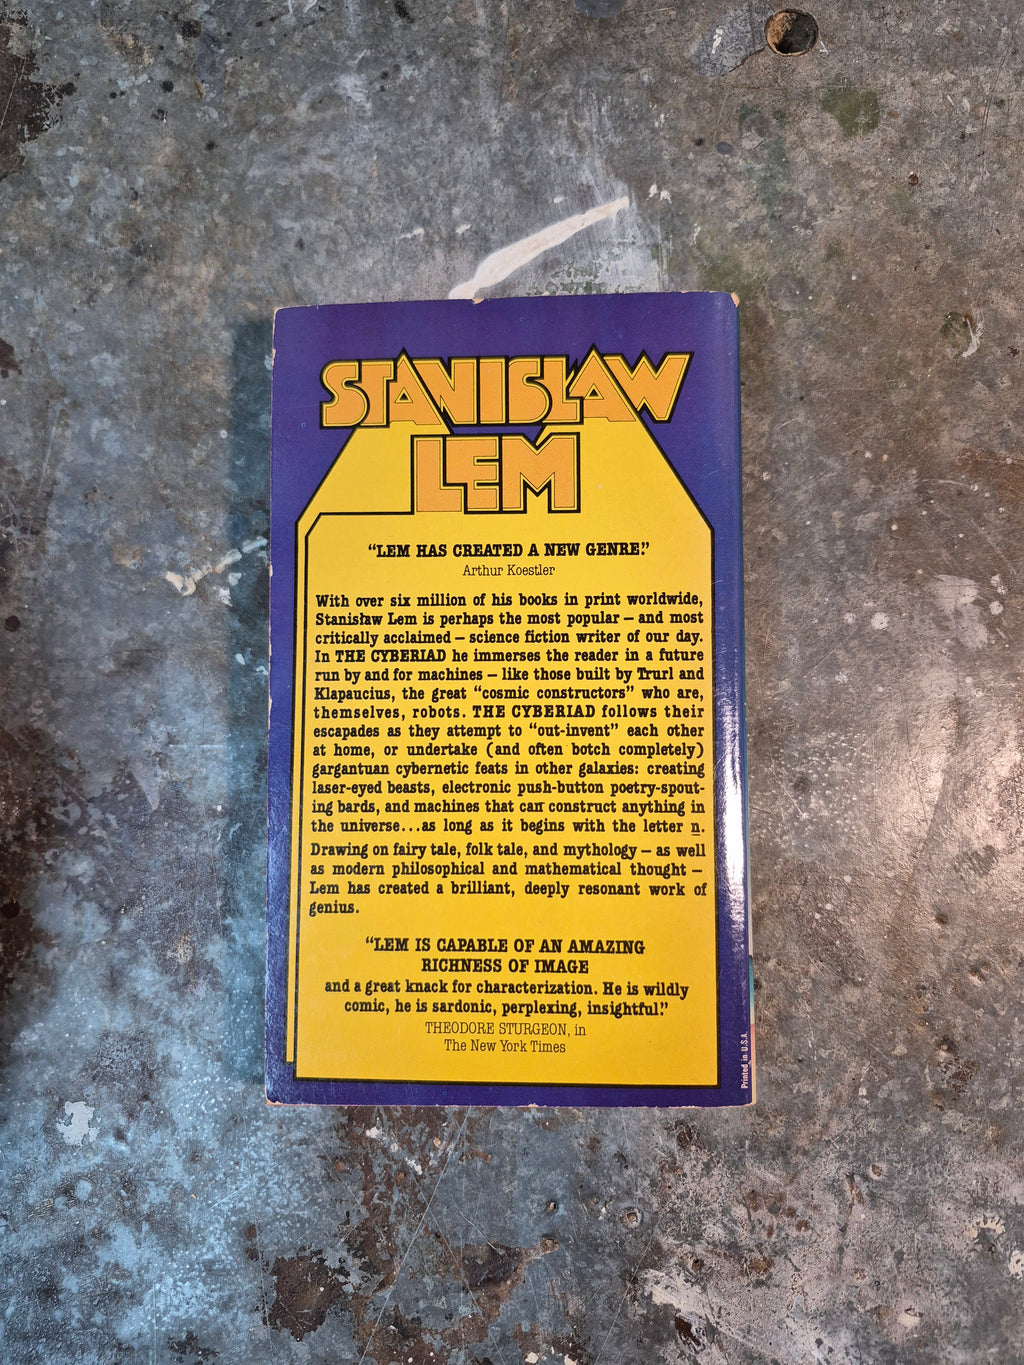 STANISŁAW
LEM
“LEM HAS CREATED A NEW GENRE.”
Arthur Koestler
With over six million of his books in print worldwide,
Stanisław Lem is perhaps the most popular – and most
critically acclaimed – science fiction writer of our day.
In THE CYBERIAD he immerses the reader in a future
run by and for machines – like those built by Trurl and
Klapaucius, the great “cosmic constructors” who are,
themselves, robots. THE CYBERIAD follows their
escapades as they attempt to “out-invent” each other
at home, or undertake (and often botch completely)
gargantuan cybernetic feats in other galaxies: creating
laser-eyed beasts, electronic push-button poetry-spout-
ing bards, and machines that can construct anything in
the universe...as long as it begins with the letter n.
Drawing on fairy tale, folk tale, and mythology – as well
as modern philosophical and mathematical thought –
Lem has created a brilliant, deeply resonant work of
genius.
“LEM IS CAPABLE OF AN AMAZING
RICHNESS OF IMAGE
and a great knack for characterization. He is wildly
comic, he is sardonic, perplexing, insightful.”
THEODORE STURGEON, in
The New York Times
Printed in U.S.A.